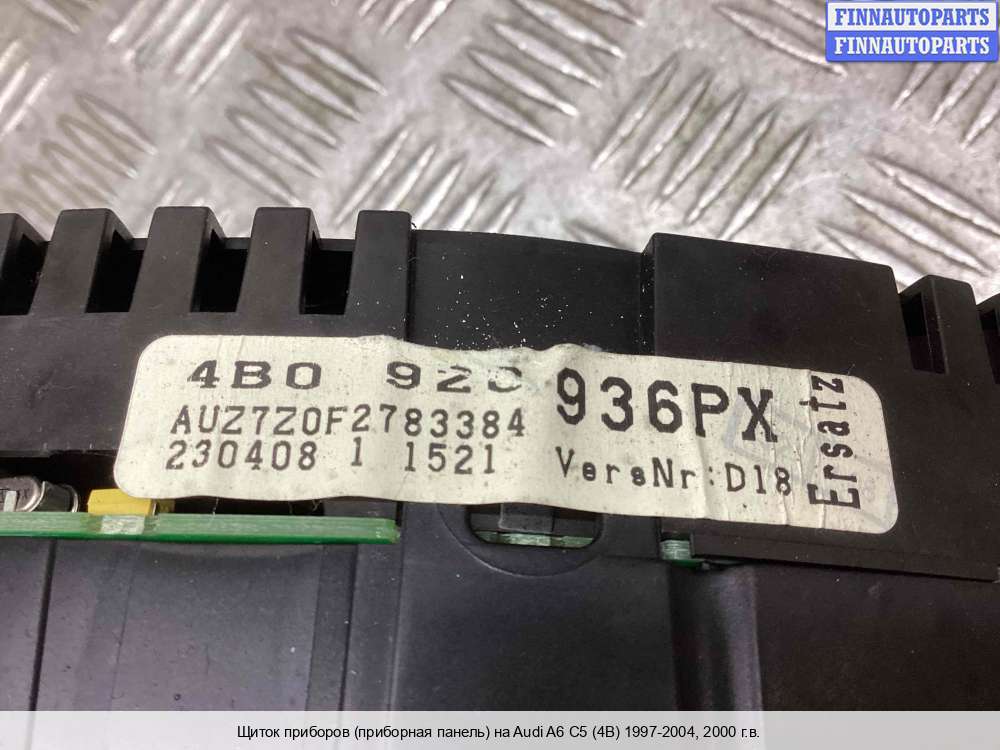 FINNAUTOPARTS
FINNAUTOPARTS
4B0 920 936PX
AUZ7Z0F2783384
230408 1 1521
VersNr: D18
Ersatz
Щиток приборов (приборная панель) на Audi A6 C5 (4B) 1997-2004, 2000 г.в.